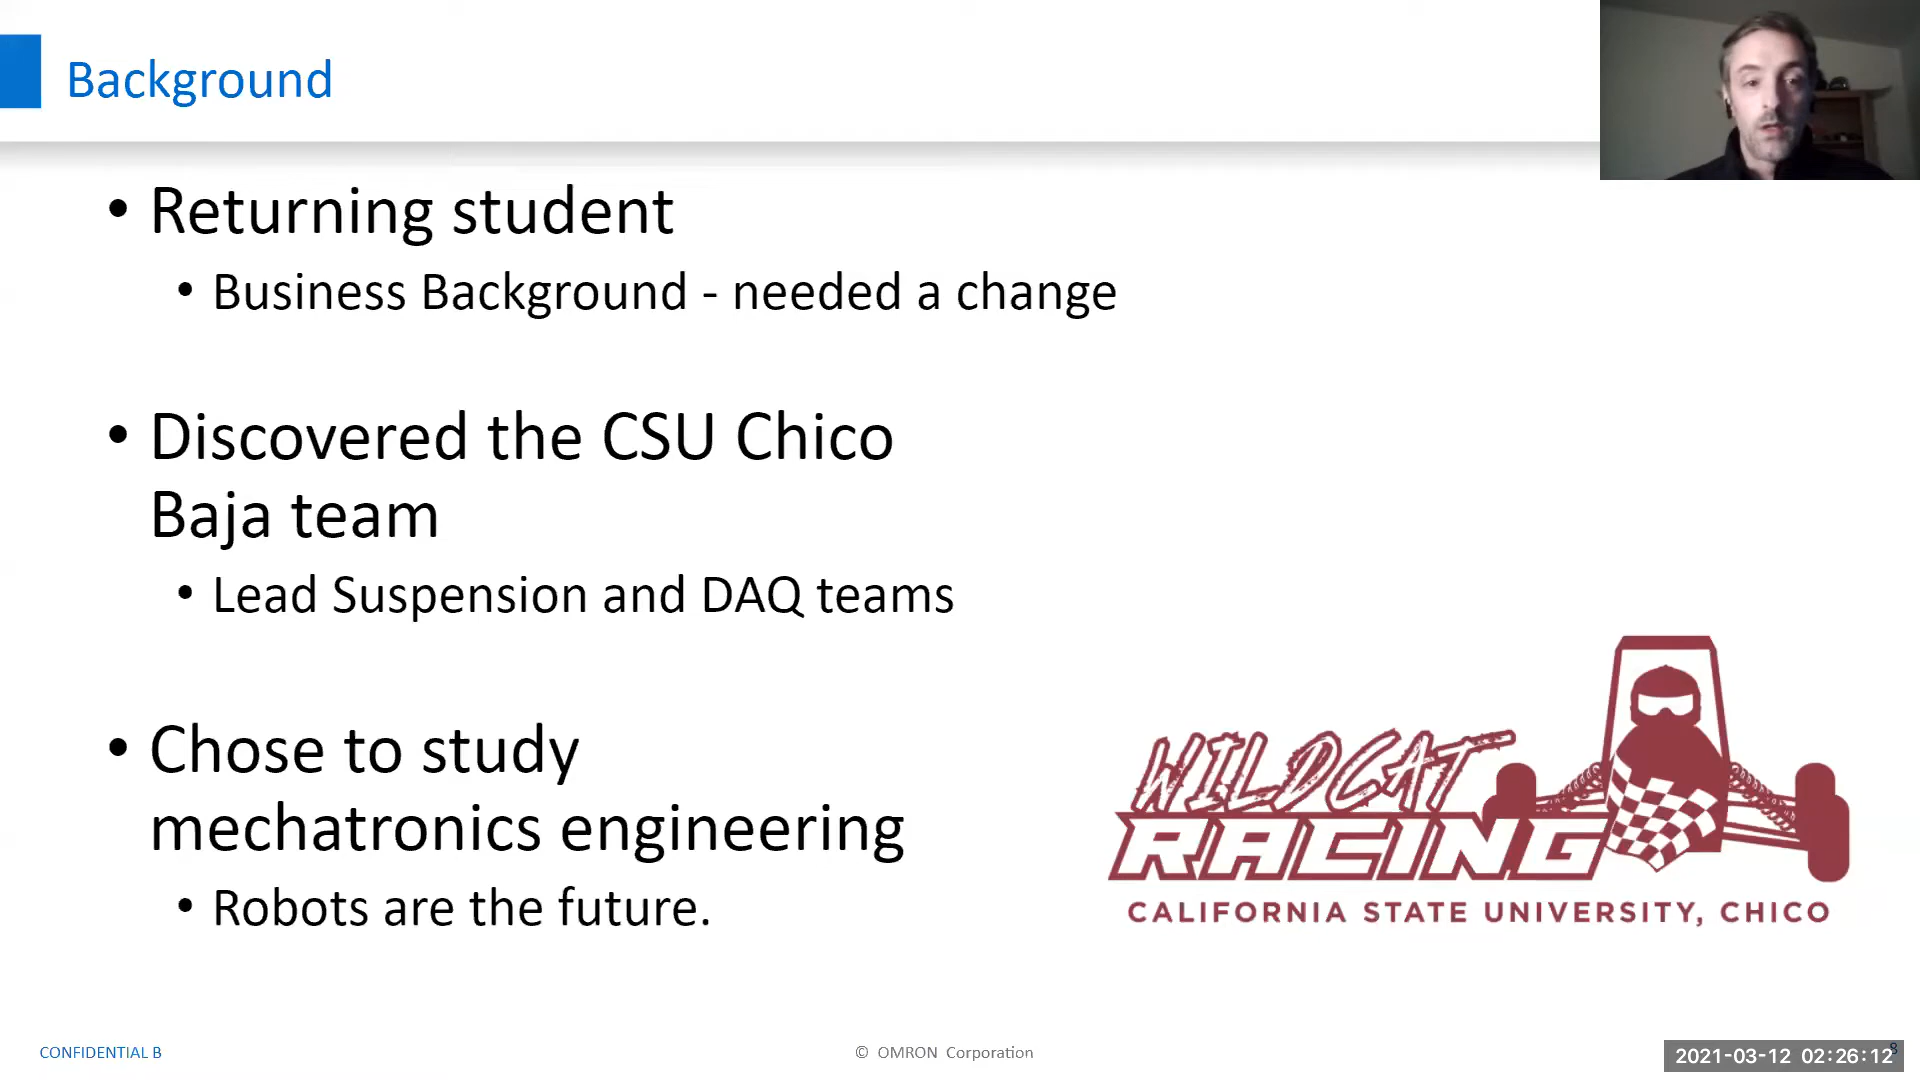 Background
• Returning student
• Business Background - needed a change
• Discovered the CSU Chico
Baja team
• Lead Suspension and DAQ teams
• Chose to study
mechatronics engineering
• Robots are the future.
WILDCAT
RACING
CALIFORNIA STATE UNIVERSITY, CHICO
CONFIDENTIAL B
© OMRON Corporation
8
2021-03-12 02:26:12